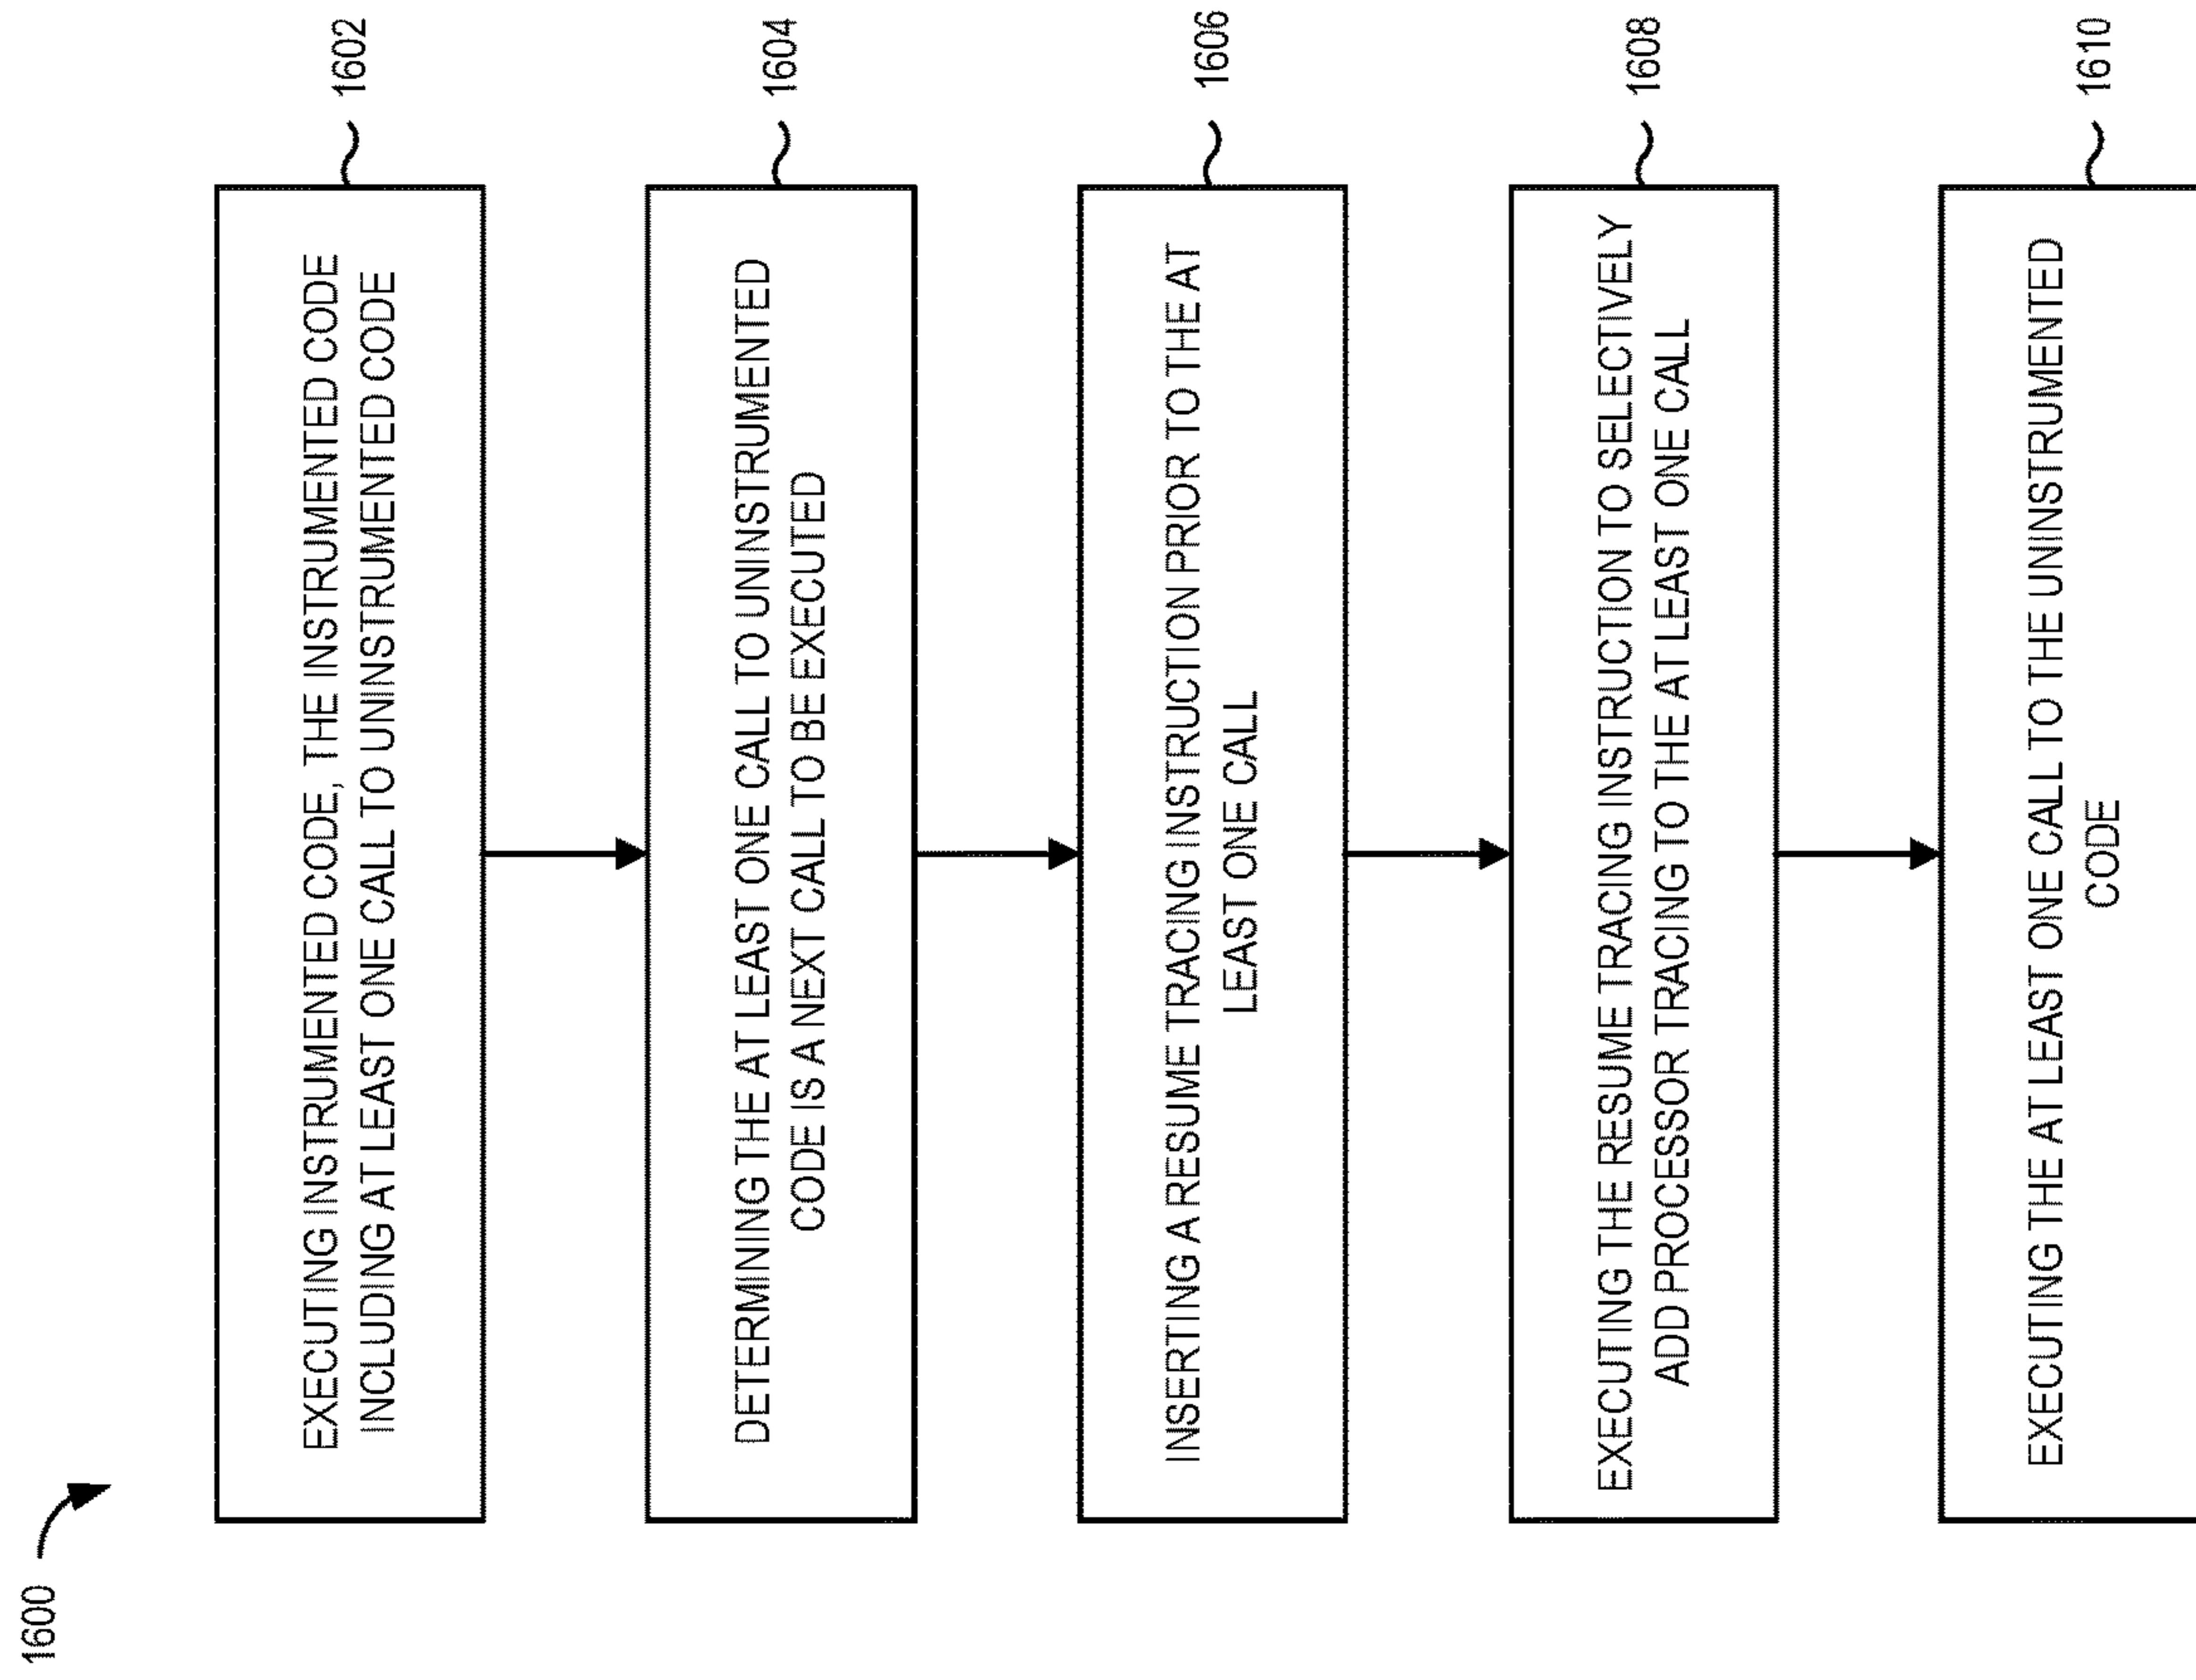 1600
EXECUTING INSTRUMENTED CODE, THE INSTRUMENTED CODE
INCLUDING AT LEAST ONE CALL TO UNINSTRUMENTED CODE
1602
DETERMINING THE AT LEAST ONE CALL TO UNINSTRUMENTED
CODE IS A NEXT CALL TO BE EXECUTED
1604
INSERTING A RESUME TRACING INSTRUCTION PRIOR TO THE AT
LEAST ONE CALL
1606
EXECUTING THE RESUME TRACING INSTRUCTION TO SELECTIVELY
ADD PROCESSOR TRACING TO THE AT LEAST ONE CALL
1608
EXECUTING THE AT LEAST ONE CALL TO THE UNINSTRUMENTED
CODE
1610